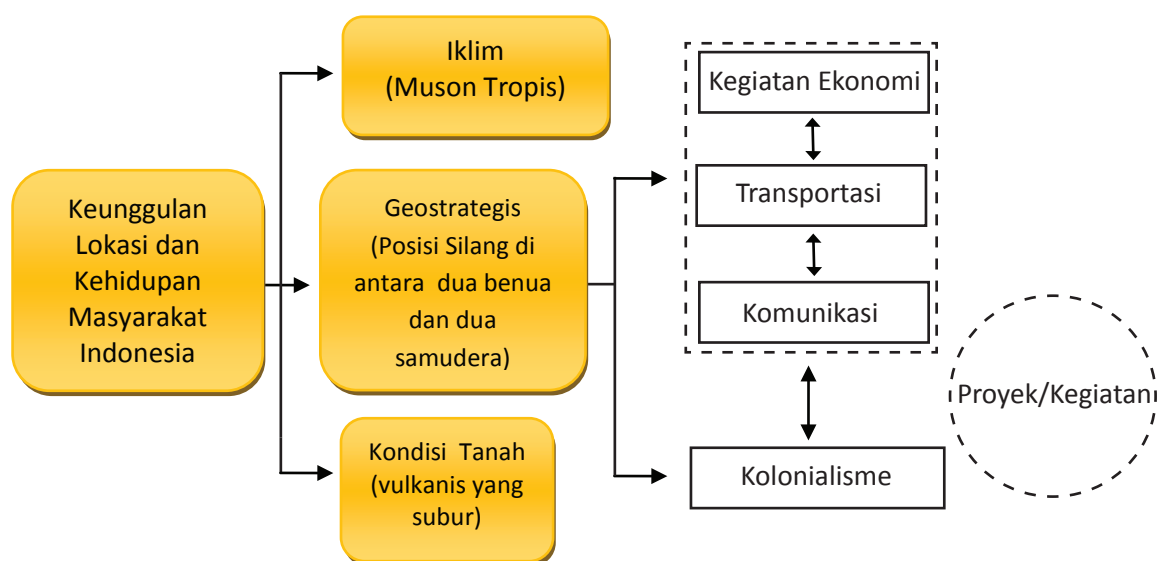 Keunggulan
Lokasi dan
Kehidupan
Masyarakat
Indonesia
Iklim
(Muson Tropis)
Geostrategis
(Posisi Silang di
antara dua benua
dan dua
samudera)
Kondisi Tanah
(vulkanis yang
subur)
Kegiatan Ekonomi
Transportasi
Komunikasi
Kolonialisme
Proyek/Kegiatan